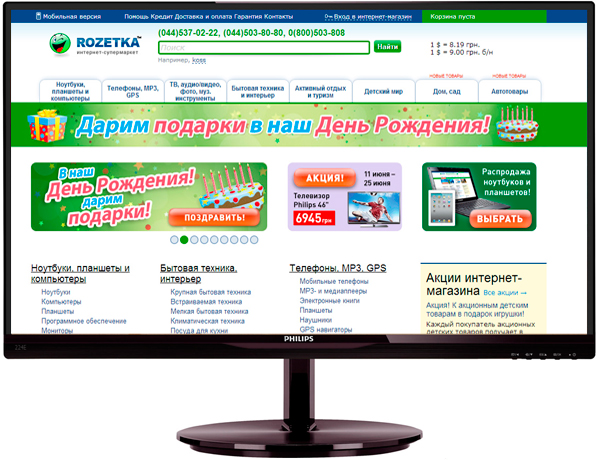 Мобильная версия
Помощь Кредит Доставка и оплата Гарантия Контакты
Вход в интернет-магазин
Корзина пуста
ROZETKA™
интернет-супермаркет
(044)537-02-22, (044)503-80-80, 0(800)503-808
Поиск
Найти
Например, koss
1 $ = 8.19 грн.
1 $ = 9.00 грн. б/н
НОВЫЕ ТОВАРЫ
НОВЫЕ ТОВАРЫ
Ноутбуки, планшеты и компьютеры
Телефоны, MP3, GPS
ТВ, аудио/видео, фото, муз. инструменты
Бытовая техника и интерьер
Активный отдых и туризм
Детский мир
Дом, сад
Автотовары
Дарим подарки в наш День Рождения!
В наш
День Рождения!
дарим
подарки!
ПОЗДРАВИТЬ!
АКЦИЯ!
11 июня –
25 июня
Телевизор
Philips 46"
6945 грн
Распродажа
ноутбуков и
планшетов!
ВЫБРАТЬ
Ноутбуки, планшеты и
компьютеры
Ноутбуки
Компьютеры
Планшеты
Программное обеспечение
Мониторы
Бытовая техника,
интерьер
Крупная бытовая техника
Встраиваемая техника
Мелкая бытовая техника
Климатическая техника
Посуда для кухни
Телефоны, MP3, GPS
Мобильные телефоны
MP3- и медиаплееры
Электронные книги
Планшеты
Наушники
GPS навигаторы
Акции интернет-
магазина Все акции →
Акция! К акционным детским
товарам в подарок игрушки!
Каждый покупатель акционных
детских товаров получает в
PHILIPS